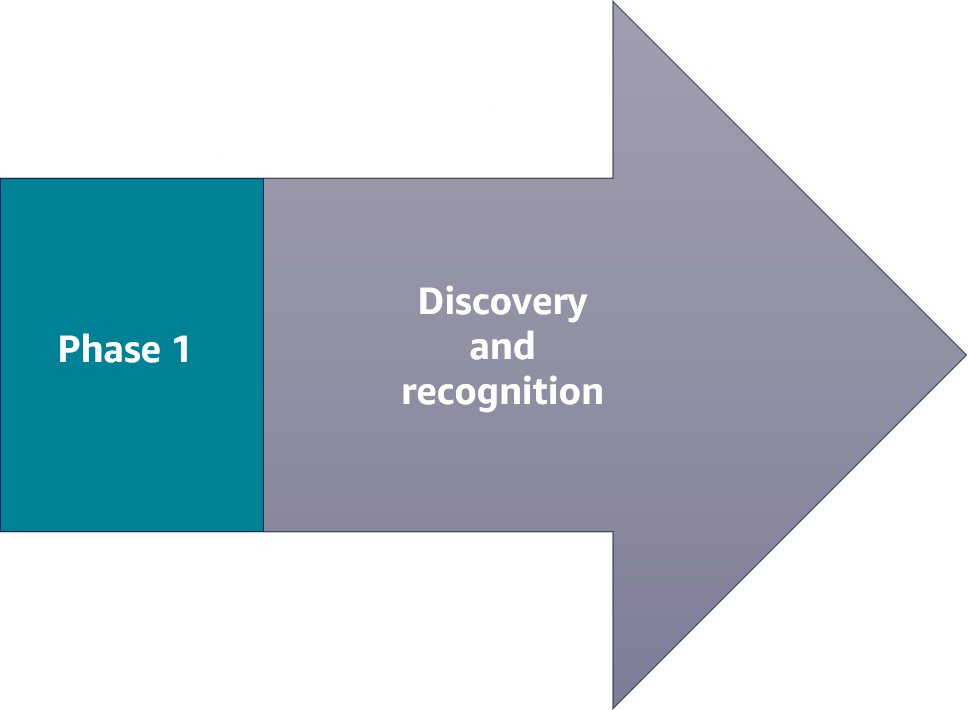 Phase 1
Discovery
and
recognition